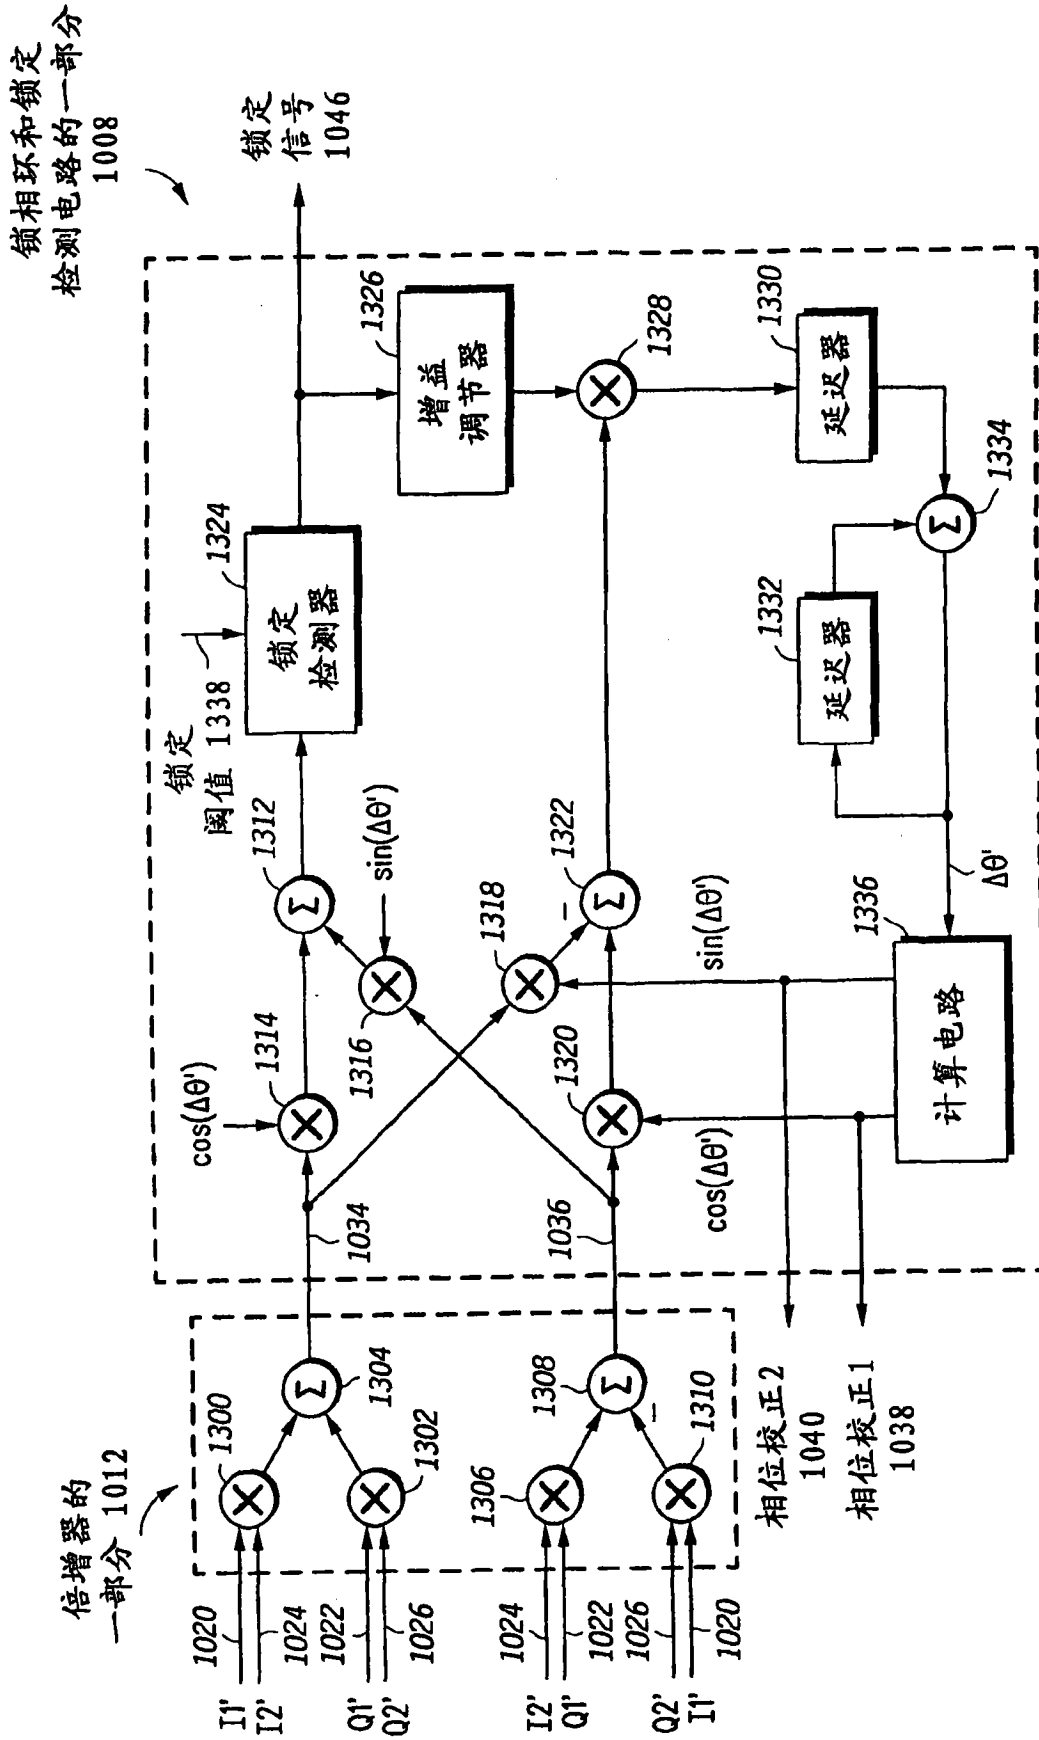 锁相环和锁定
检测电路的一部分
1008
锁定
信号
1046
1326
增益
调节器
1328
1330
延迟器
1334
1332
延迟器
1324
锁定
检测器
锁定
阈值 1338
1312
sin(Δθ')
1314
cos(Δθ')
1316
1318
1322
1320
sin(Δθ')
cos(Δθ')
Δθ'
1336
计算电路
1034
1036
倍增器的
一部分 1012
1300
Σ
1304
1302
1306
Σ
1308
1310
Σ
Σ
Σ
相位校正2
1040
相位校正1
1038
I1'
1020
I2'
1024
Q1'
1022
Q2'
1026
I2'
1024
Q1'
1022
Q2'
1026
I1'
1020